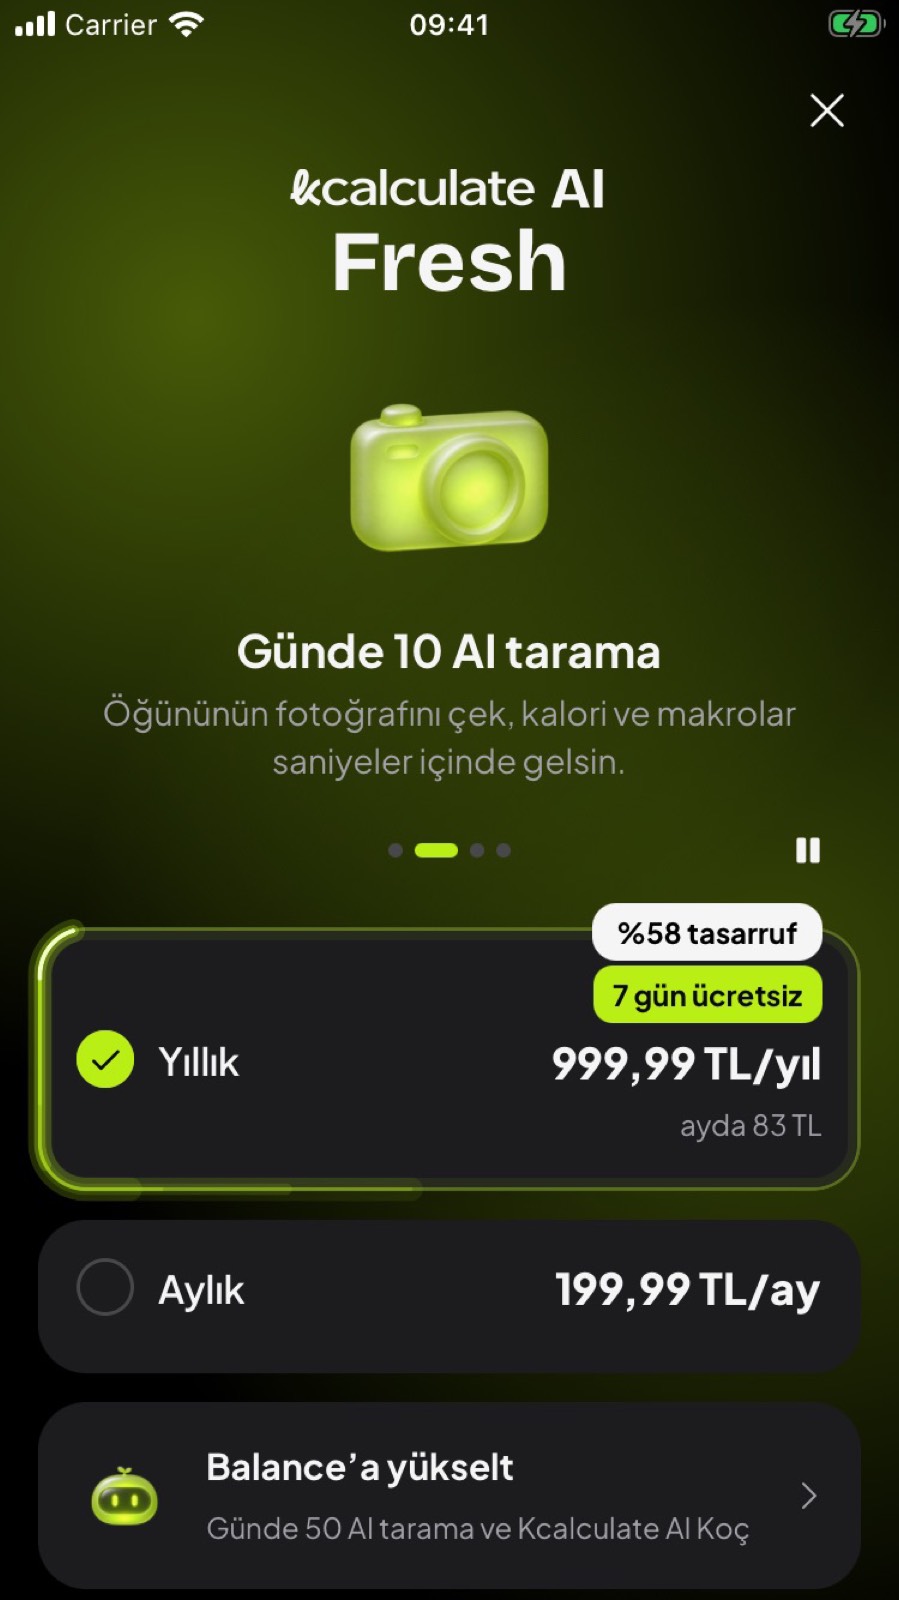 Carrier
09:41
kcalculate AI
Fresh
Günde 10 AI tarama
Öğününün fotoğrafını çek, kalori ve makrolar
saniyeler içinde gelsin.
%58 tasarruf
7 gün ücretsiz
Yıllık
999,99 TL/yıl
ayda 83 TL
Aylık
199,99 TL/ay
Balance’a yükselt
Günde 50 AI tarama ve Kcalculate AI Koç